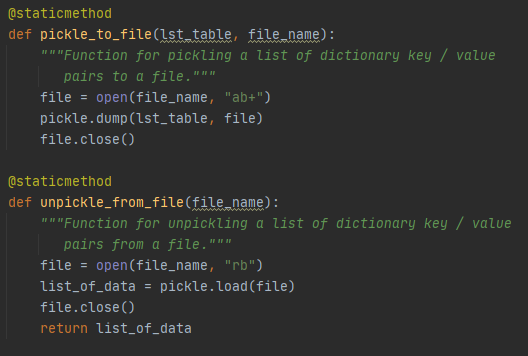 @staticmethod
def pickle_to_file(lst_table, file_name):
    """Function for pickling a list of dictionary key / value
       pairs to a file."""
    file = open(file_name, "ab+")
    pickle.dump(lst_table, file)
    file.close()

@staticmethod
def unpickle_from_file(file_name):
    """Function for unpickling a list of dictionary key / value
       pairs from a file."""
    file = open(file_name, "rb")
    list_of_data = pickle.load(file)
    file.close()
    return list_of_data